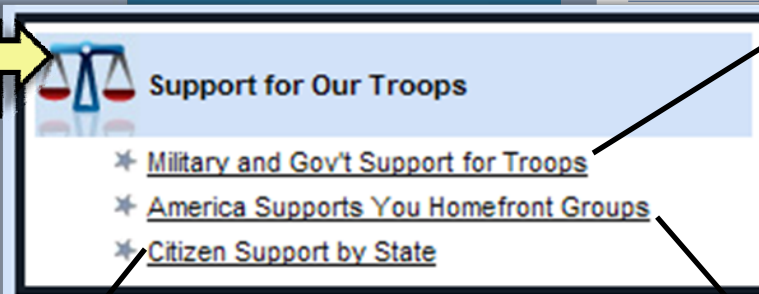 Support for Our Troops
Military and Gov't Support for Troops
America Supports You Homefront Groups
Citizen Support by State